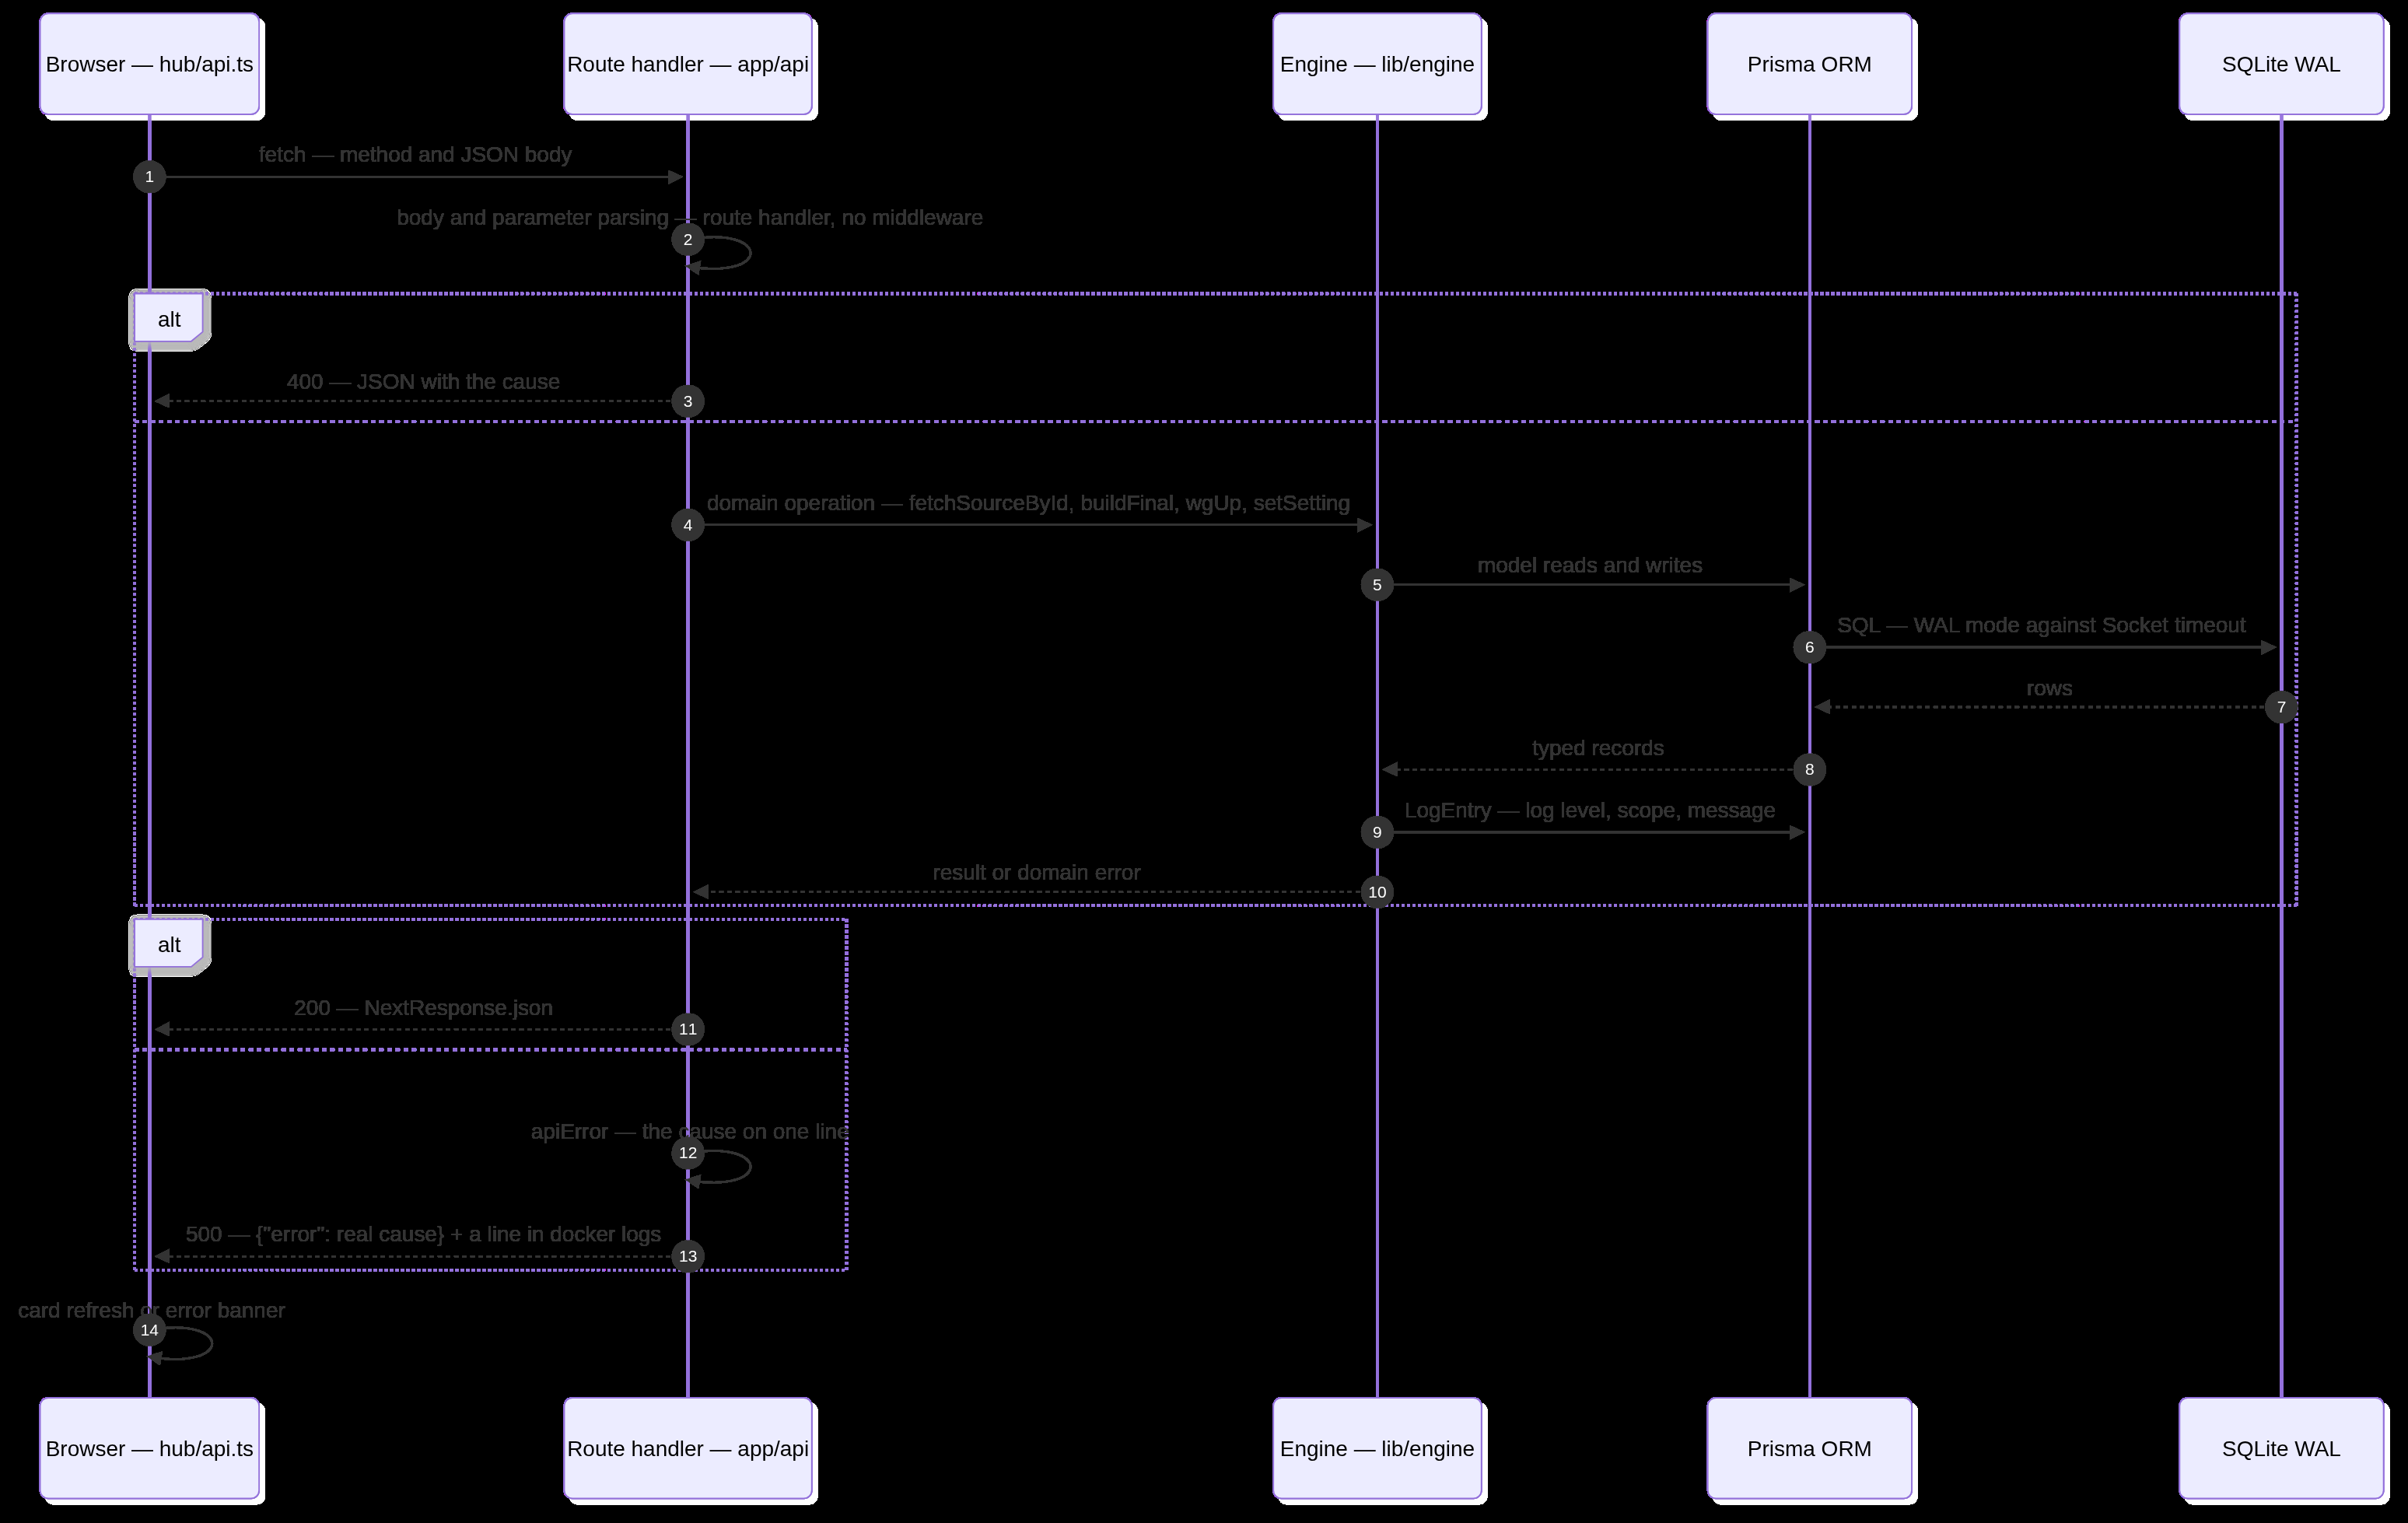 Browser — hub/api.ts
Route handler — app/api
Engine — lib/engine
Prisma ORM
SQLite WAL
fetch — method and JSON body
1
body and parameter parsing — route handler, no middleware
2
alt
400 — JSON with the cause
3
domain operation — fetchSourceById, buildFinal, wgUp, setSetting
4
model reads and writes
5
SQL — WAL mode against Socket timeout
6
rows
7
typed records
8
LogEntry — log level, scope, message
9
result or domain error
10
alt
200 — NextResponse.json
11
apiError — the cause on one line
12
500 — {"error": real cause} + a line in docker logs
13
card refresh or error banner
14
Browser — hub/api.ts
Route handler — app/api
Engine — lib/engine
Prisma ORM
SQLite WAL